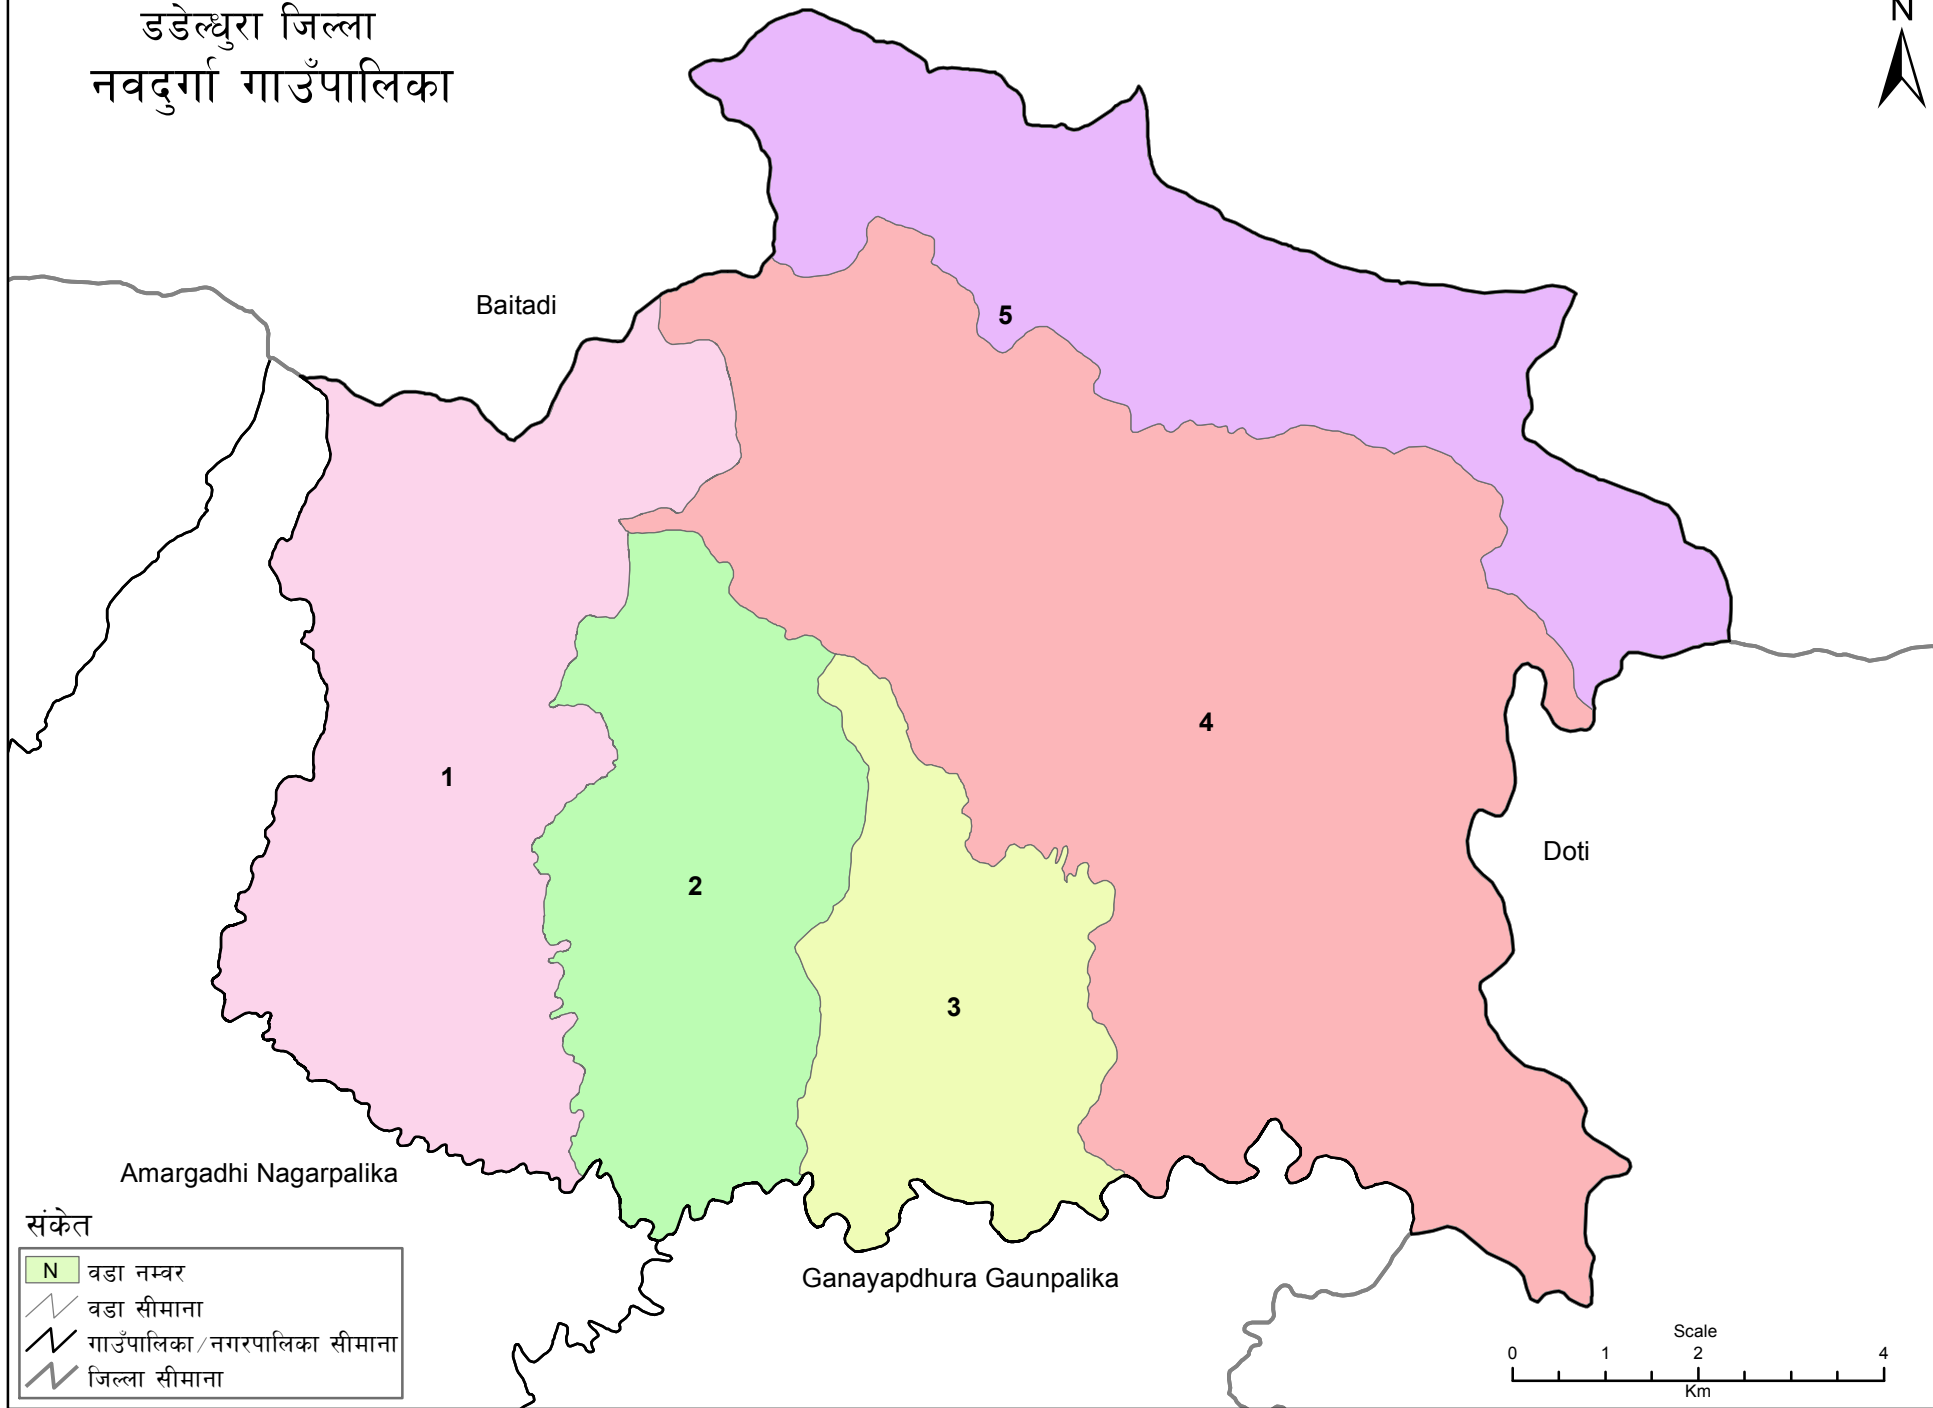 डडेल्धुरा जिल्ला
नवदुर्गा गाउँपालिका
N
Baitadi
5
4
1
Doti
2
3
Amargadhi Nagarpalika
Ganayapdhura Gaunpalika
संकेत
N वडा नम्वर
वडा सीमाना
गाउँपालिका/नगरपालिका सीमाना
जिल्ला सीमाना
Scale
0 1 2 4
Km